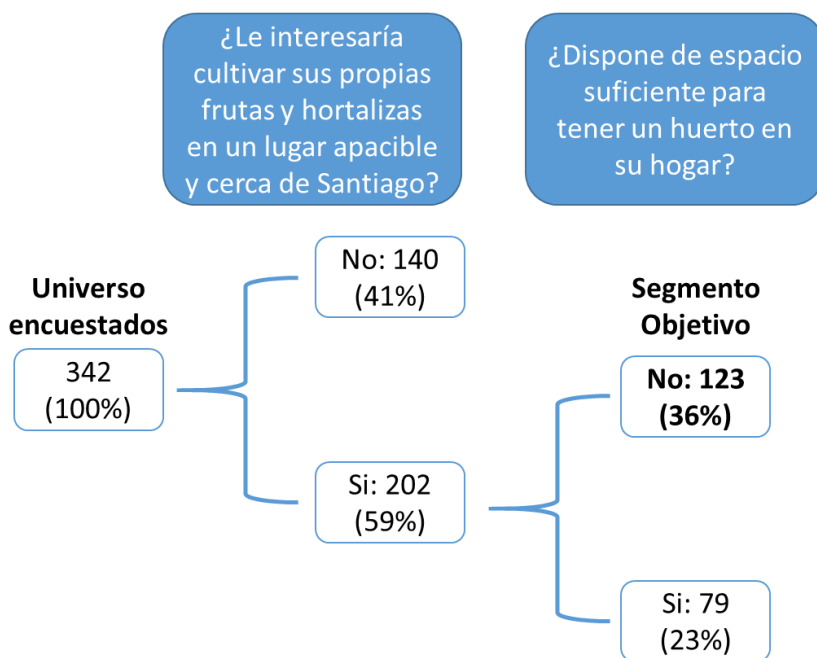 ¿Le interesaría
cultivar sus propias
frutas y hortalizas
en un lugar apacible
y cerca de Santiago?
¿Dispone de espacio
suficiente para
tener un huerto en
su hogar?
Universo
encuestados
342
(100%)
No: 140
(41%)
Si: 202
(59%)
Segmento
Objetivo
No: 123
(36%)
Si: 79
(23%)